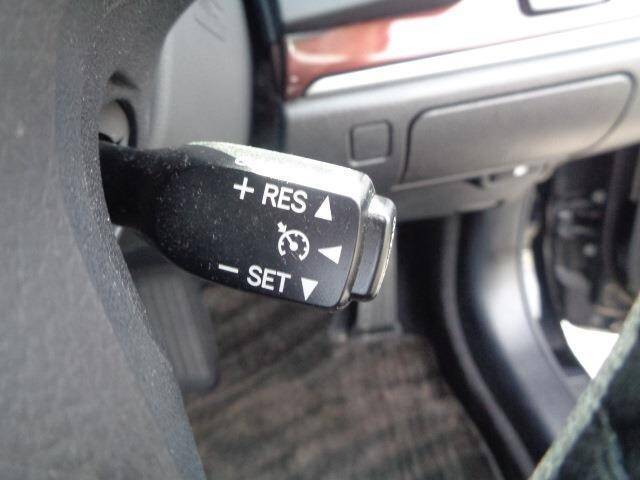 + RES ▲
◀
− SET ▼